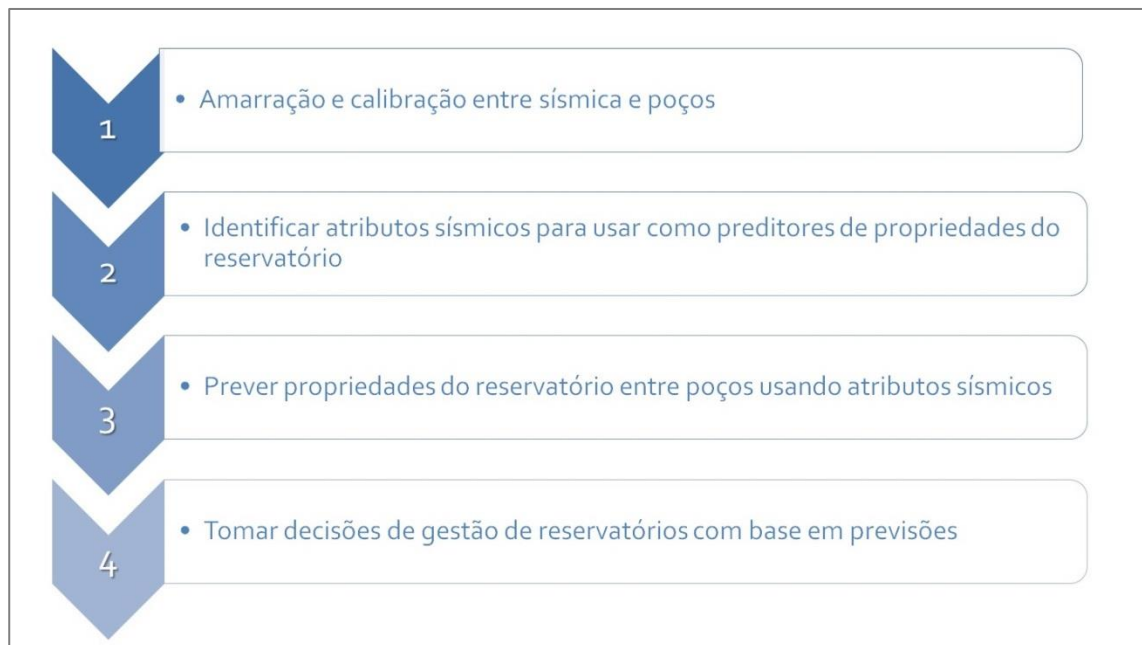 1
• Amarração e calibração entre sísmica e poços
2
• Identificar atributos sísmicos para usar como preditores de propriedades do
reservatório
3
• Prever propriedades do reservatório entre poços usando atributos sísmicos
4
• Tomar decisões de gestão de reservatórios com base em previsões